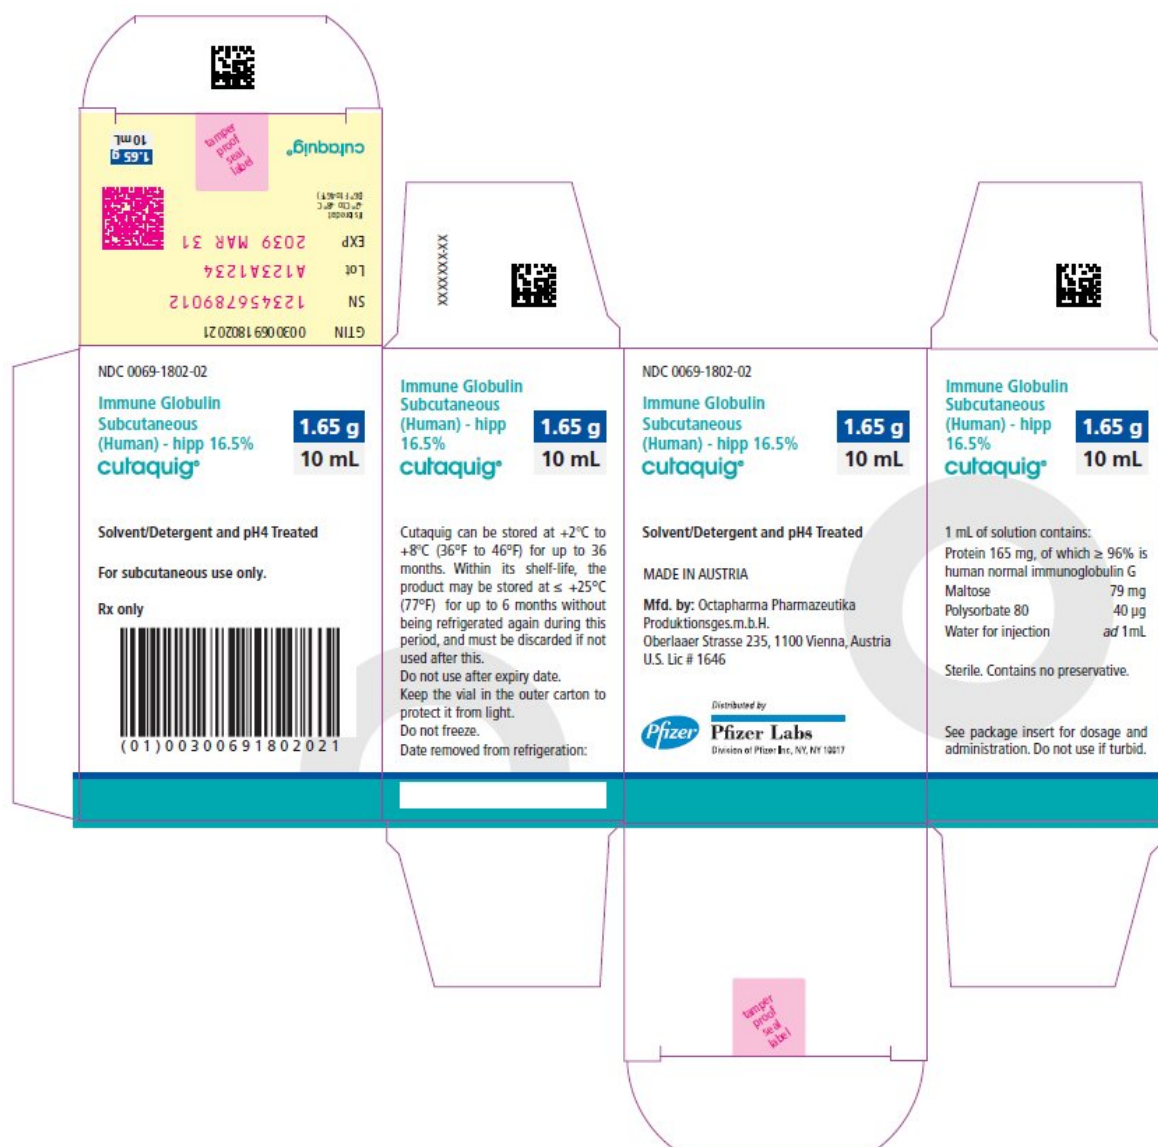 tamper
proof
seal
label
cutaquig®
1.65 g
10 mL
EXP 2039 MAR 31
Lot A123A1234
SN 123456789012
GTIN 00300691802021
XXXXXXX-XX
NDC 0069-1802-02
Immune Globulin
Subcutaneous
(Human) - hipp 16.5%
cutaquig®
1.65 g
10 mL
Solvent/Detergent and pH4 Treated
For subcutaneous use only.
Rx only
(01)00300691802021
Immune Globulin
Subcutaneous
(Human) - hipp
16.5%
cutaquig®
1.65 g
10 mL
Cutaquig can be stored at +2°C to
+8°C (36°F to 46°F) for up to 36
months. Within its shelf-life, the
product may be stored at ≤ +25°C
(77°F) for up to 6 months without
being refrigerated again during this
period, and must be discarded if not
used after this.
Do not use after expiry date.
Keep the vial in the outer carton to
protect it from light.
Do not freeze.
Date removed from refrigeration:
NDC 0069-1802-02
Immune Globulin
Subcutaneous
(Human) - hipp 16.5%
cutaquig®
1.65 g
10 mL
Solvent/Detergent and pH4 Treated
MADE IN AUSTRIA
Mfd. by: Octapharma Pharmazeutika
Produktionsges.m.b.H.
Oberlaaer Strasse 235, 1100 Vienna, Austria
U.S. Lic # 1646
Distributed by
Pfizer
Pfizer Labs
Division of Pfizer Inc, NY, NY 10017
Immune Globulin
Subcutaneous
(Human) - hipp
16.5%
cutaquig®
1.65 g
10 mL
1 mL of solution contains:
Protein 165 mg, of which ≥ 96% is
human normal immunoglobulin G
Maltose 79 mg
Polysorbate 80 40 µg
Water for injection ad 1mL
Sterile. Contains no preservative.
See package insert for dosage and
administration. Do not use if turbid.
tamper
proof
seal
label